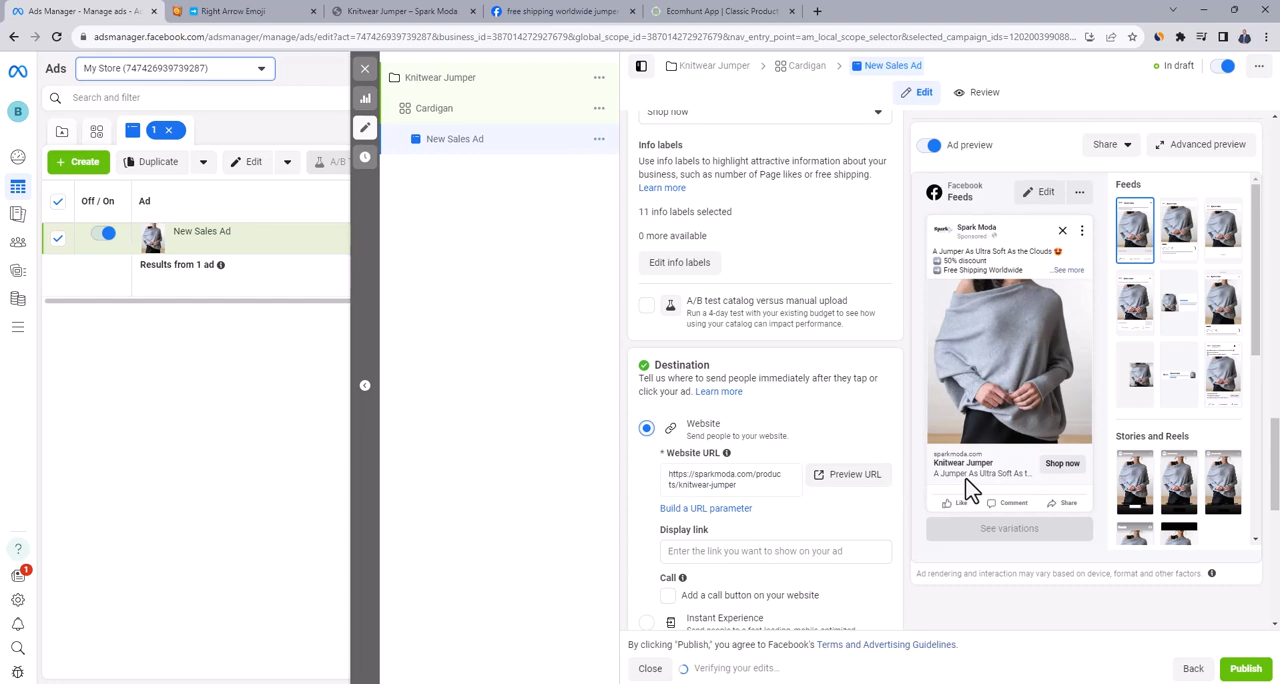 Ads Manager - Manage ads - A
Right Arrow Emoji
Knitwear Jumper – Spark Moda
free shipping worldwide jumper
Ecomhunt App | Classic Product
adsmanager.facebook.com/adsmanager/manage/ads/edit?act=747426939739287&business_id=387014272927679&global_scope_id=387014272927679&nav_entry_point=am_local_scope_selector&selected_campaign_ids=120200399088...
Ads
My Store (747426939739287)
Search and filter
1
Create
Duplicate
Edit
A/B T
Off / On
Ad
New Sales Ad
Results from 1 ad
B
1
Knitwear Jumper
Cardigan
New Sales Ad
Knitwear Jumper
Cardigan
New Sales Ad
In draft
Edit
Review
Shop now
Info labels
Use info labels to highlight attractive information about your
business, such as number of Page likes or free shipping.
Learn more
11 info labels selected
0 more available
Edit info labels
A/B test catalog versus manual upload
Run a 4-day test with your existing budget to see how
using your catalog can impact performance.
Destination
Tell us where to send people immediately after they tap or
click your ad. Learn more
Website
Send people to your website.
* Website URL
https://sparkmoda.com/produc
ts/knitwear-jumper
Preview URL
Build a URL parameter
Display link
Enter the link you want to show on your ad
Call
Add a call button on your website
Instant Experience
Send people to a fast-loading, mobile-optimized
Ad preview
Share
Advanced preview
Facebook
Feeds
Edit
Spark
Spark Moda
Sponsored
A Jumper As Ultra Soft As the Clouds 😍
➡ 50% discount
➡ Free Shipping Worldwide
...See more
sparkmoda.com
Knitwear Jumper
A Jumper As Ultra Soft As t...
Shop now
Like
Comment
Share
See variations
Feeds
Stories and Reels
Ad rendering and interaction may vary based on device, format and other factors.
By clicking "Publish," you agree to Facebook's Terms and Advertising Guidelines.
Close
Verifying your edits...
Back
Publish